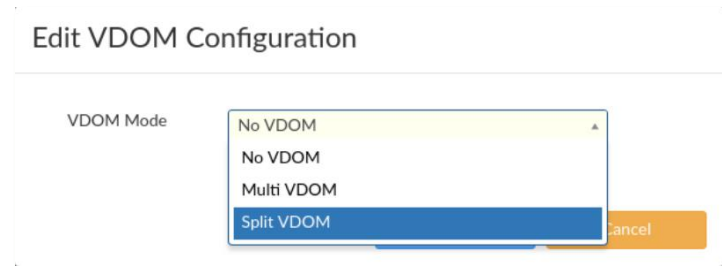 Edit VDOM Configuration
VDOM Mode
No VDOM
No VDOM
Multi VDOM
Split VDOM
Cancel